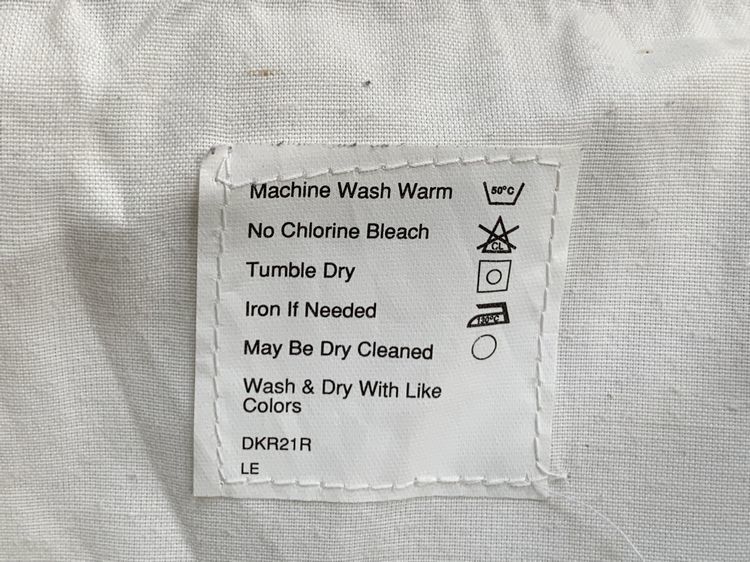 Machine Wash Warm 50°C
No Chlorine Bleach CL
Tumble Dry
Iron If Needed 130°C
May Be Dry Cleaned
Wash & Dry With Like
Colors
DKR21R
LE